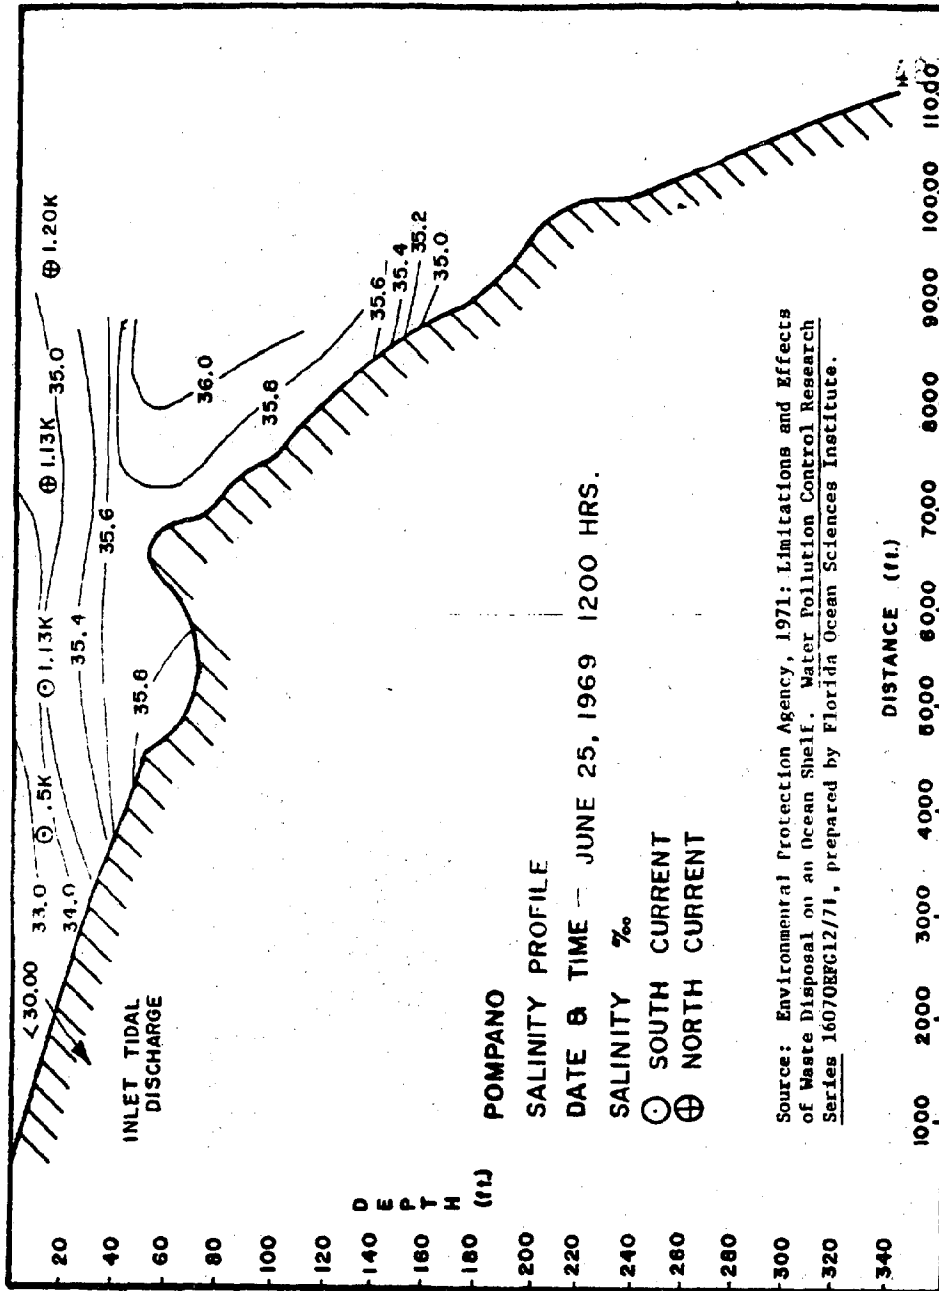 <30.00
33.0
34.0
.5K
1.13K
1.13K
1.20K
35.0
35.4
35.6
35.8
36.0
35.8
35.6
35.4
35.2
35.0
INLET TIDAL
DISCHARGE
DEPTH (ft.)
20
40
60
80
100
120
140
160
180
200
220
240
260
280
300
320
340
POMPANO
SALINITY PROFILE
DATE & TIME — JUNE 25, 1969 1200 HRS.
SALINITY ‰
⊙ SOUTH CURRENT
⊕ NORTH CURRENT
Source: Environmental Protection Agency, 1971: Limitations and Effects
of Waste Disposal on an Ocean Shelf. Water Pollution Control Research
Series 16070EFG12/71, prepared by Florida Ocean Sciences Institute.
1000
2000
3000
4000
5000
6000
7000
8000
9000
10000
11000
DISTANCE (ft.)